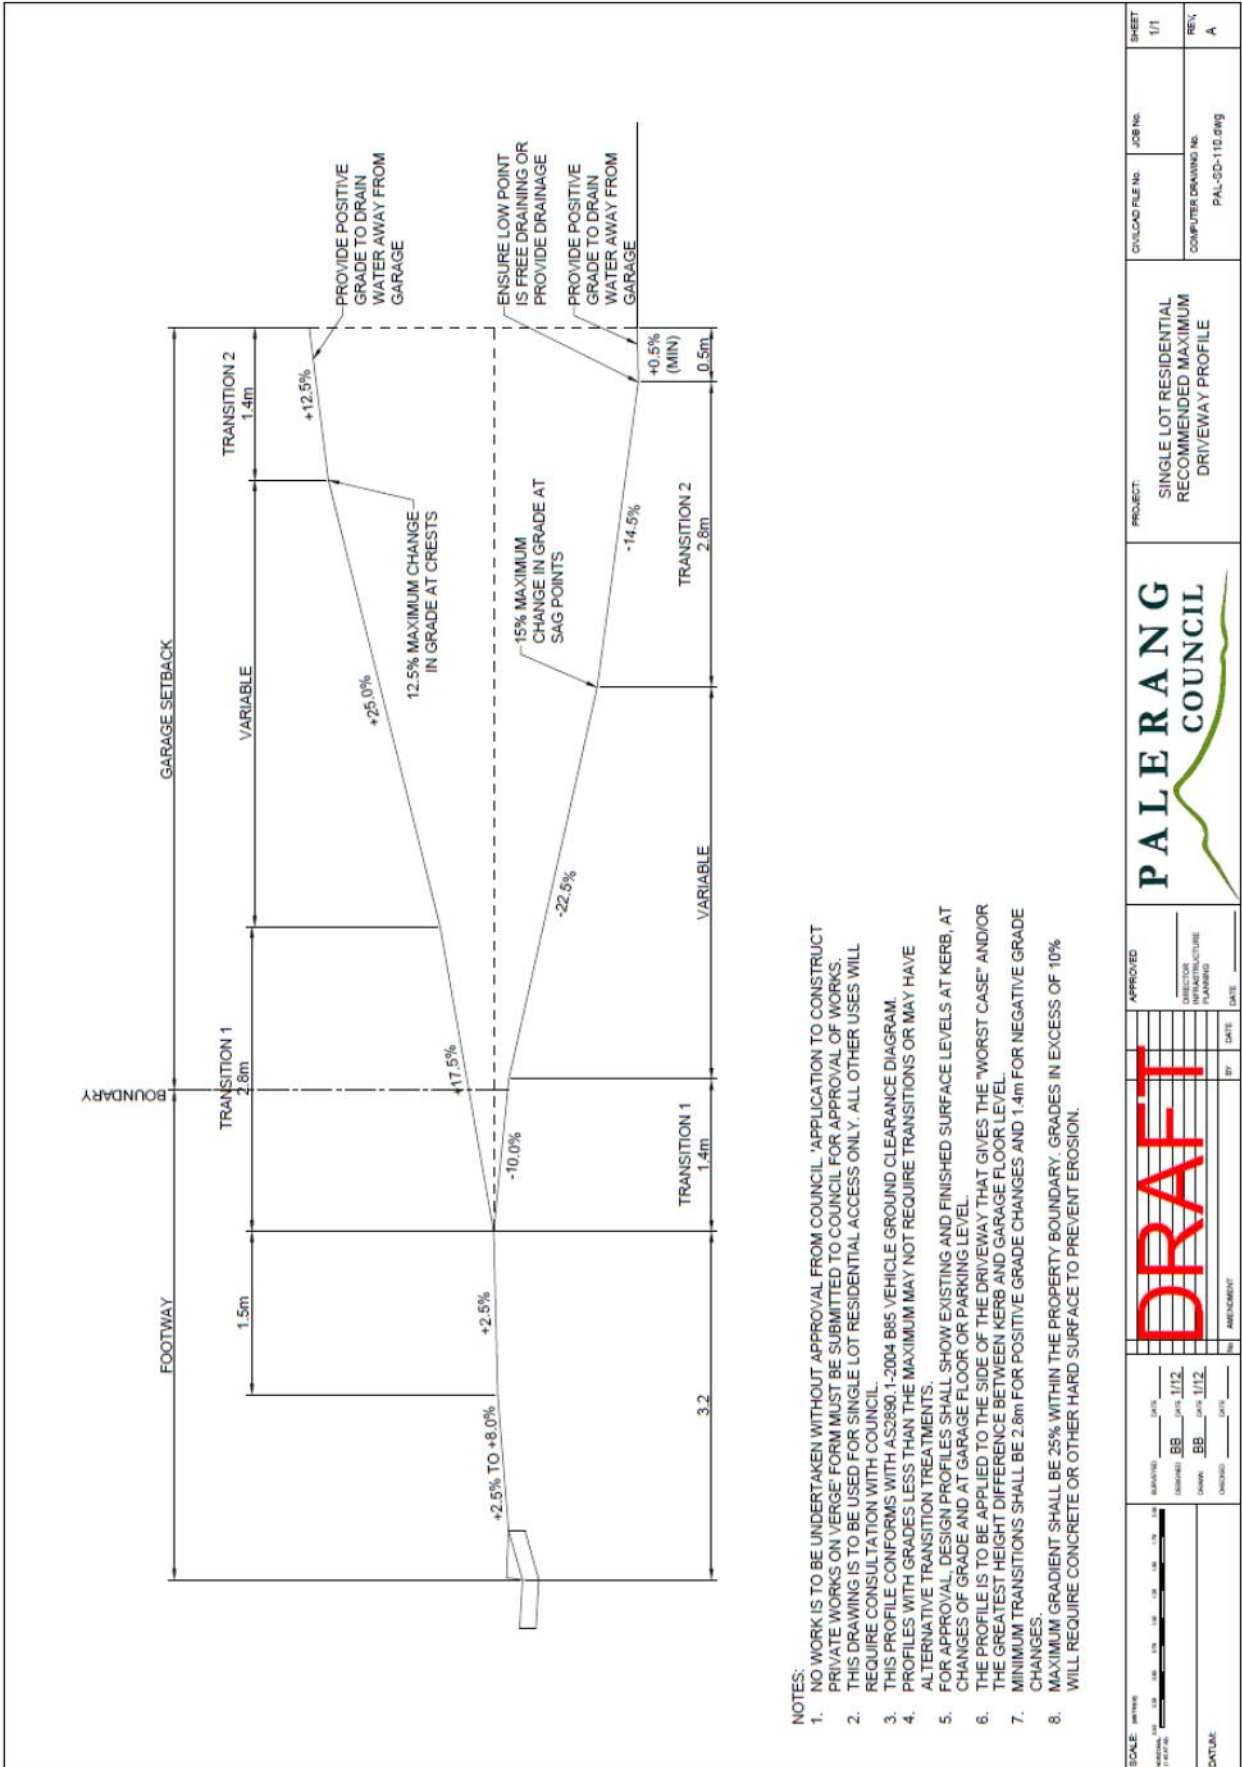 BOUNDARY
FOOTWAY
GARAGE SETBACK
TRANSITION 1
TRANSITION 2
1.5m
2.8m
VARIABLE
1.4m
+12.5%
PROVIDE POSITIVE
GRADE TO DRAIN
WATER AWAY FROM
GARAGE
+25.0%
12.5% MAXIMUM CHANGE
IN GRADE AT CRESTS
+17.5%
+2.5% TO +8.0%
+2.5%
-10.0%
-22.5%
15% MAXIMUM
CHANGE IN GRADE AT
SAG POINTS
-14.5%
ENSURE LOW POINT
IS FREE DRAINING OR
PROVIDE DRAINAGE
PROVIDE POSITIVE
GRADE TO DRAIN
WATER AWAY FROM
GARAGE
+0.5%
(MIN)
TRANSITION 1
TRANSITION 2
3.2
1.4m
VARIABLE
2.8m
0.5m
NOTES:
1. NO WORK IS TO BE UNDERTAKEN WITHOUT APPROVAL FROM COUNCIL. 'APPLICATION TO CONSTRUCT
PRIVATE WORKS ON VERGE' FORM MUST BE SUBMITTED TO COUNCIL FOR APPROVAL OF WORKS.
2. THIS DRAWING IS TO BE USED FOR SINGLE LOT RESIDENTIAL ACCESS ONLY. ALL OTHER USES WILL
REQUIRE CONSULTATION WITH COUNCIL.
3. THIS PROFILE CONFORMS WITH AS2890.1-2004 B85 VEHICLE GROUND CLEARANCE DIAGRAM.
4. PROFILES WITH GRADES LESS THAN THE MAXIMUM MAY NOT REQUIRE TRANSITIONS OR MAY HAVE
ALTERNATIVE TRANSITION TREATMENTS.
5. FOR APPROVAL, DESIGN PROFILES SHALL SHOW EXISTING AND FINISHED SURFACE LEVELS AT KERB, AT
CHANGES OF GRADE AND AT GARAGE FLOOR OR PARKING LEVEL.
6. THE PROFILE IS TO BE APPLIED TO THE SIDE OF THE DRIVEWAY THAT GIVES THE "WORST CASE" AND/OR
THE GREATEST HEIGHT DIFFERENCE BETWEEN KERB AND GARAGE FLOOR LEVEL.
7. MINIMUM TRANSITIONS SHALL BE 2.8m FOR POSITIVE GRADE CHANGES AND 1.4m FOR NEGATIVE GRADE
CHANGES.
8. MAXIMUM GRADIENT SHALL BE 25% WITHIN THE PROPERTY BOUNDARY. GRADES IN EXCESS OF 10%
WILL REQUIRE CONCRETE OR OTHER HARD SURFACE TO PREVENT EROSION.
SCALE:
DATUM:
SURVEYED DATE
DESIGNED BB DATE 1/12
DRAWN BB DATE 1/12
CHECKED DATE
DRAFT
No AMENDMENT BY DATE
APPROVED
DIRECTOR
INFRASTRUCTURE
PLANNING
DATE
PALERANG
COUNCIL
PROJECT:
SINGLE LOT RESIDENTIAL
RECOMMENDED MAXIMUM
DRIVEWAY PROFILE
CIVILCAD FILE No.
JOB No.
SHEET
1/1
COMPUTER DRAWING No.
PAL-SD-110.dwg
REV.
A